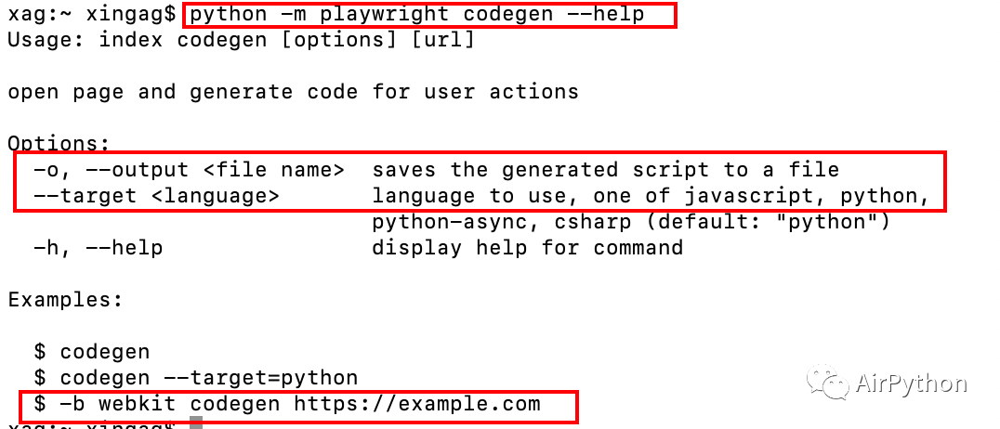 xag:~ xingag$ python -m playwright codegen --help
Usage: index codegen [options] [url]
open page and generate code for user actions
Options:
-o, --output <file name>  saves the generated script to a file
--target <language>       language to use, one of javascript, python,
python-async, csharp (default: "python")
-h, --help                display help for command
Examples:
$ codegen
$ codegen --target=python
$ -b webkit codegen https://example.com
AirPython
xag:~ xingag$